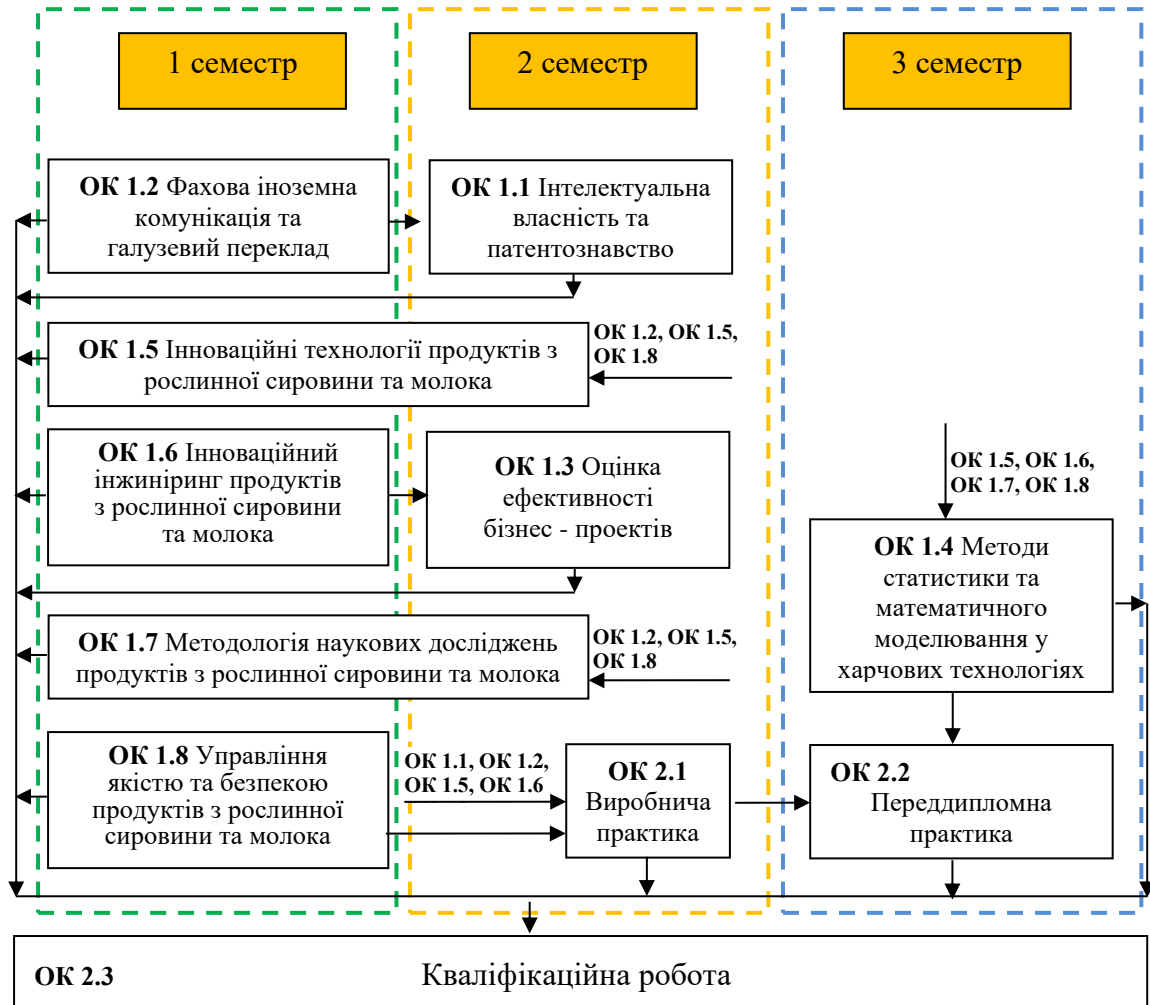 1 семестр
2 семестр
3 семестр
ОК 1.2 Фахова іноземна
комунікація та
галузевий переклад
ОК 1.1 Інтелектуальна
власність та
патентознавство
ОК 1.5 Інноваційні технології продуктів з
рослинної сировини та молока
ОК 1.2, ОК 1.5,
ОК 1.8
ОК 1.6 Інноваційний
інжиніринг продуктів
з рослинної сировини
та молока
ОК 1.3 Оцінка
ефективності
бізнес - проектів
ОК 1.5, ОК 1.6,
ОК 1.7, ОК 1.8
ОК 1.4 Методи
статистики та
математичного
моделювання у
харчових технологіях
ОК 1.7 Методологія наукових досліджень
продуктів з рослинної сировини та молока
ОК 1.2, ОК 1.5,
ОК 1.8
ОК 1.8 Управління
якістю та безпекою
продуктів з рослинної
сировини та молока
ОК 1.1, ОК 1.2,
ОК 1.5, ОК 1.6
ОК 2.1
Виробнича
практика
ОК 2.2
Переддипломна
практика
ОК 2.3 Кваліфікаційна робота